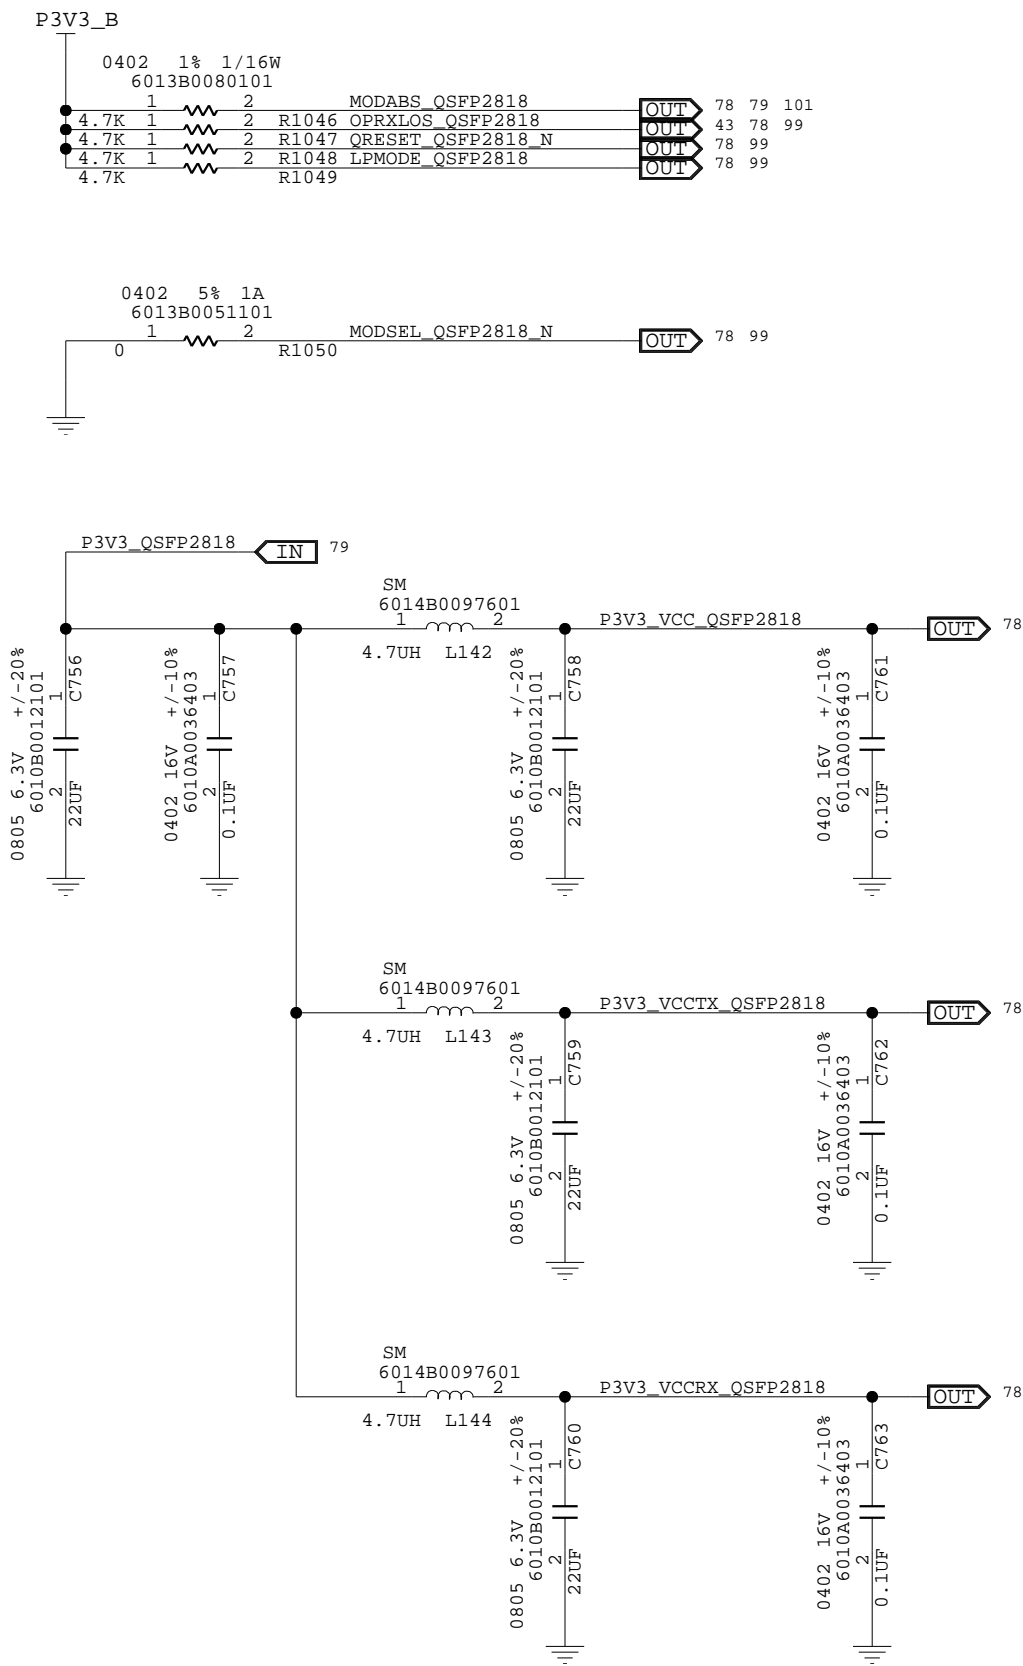 P3V3_B
0402 1% 1/16W
6013B0080101
1 2 MODABS_QSFP2818 OUT 78 79 101
4.7K 1 2 R1046 OPRXLOS_QSFP2818 OUT 43 78 99
4.7K 1 2 R1047 QRESET_QSFP2818_N OUT 78 99
4.7K 1 2 R1048 LPMODE_QSFP2818 OUT 78 99
4.7K R1049
0402 5% 1A
6013B0051101
1 2 MODSEL_QSFP2818_N OUT 78 99
0 R1050
P3V3_QSFP2818 IN 79
SM
6014B0097601
1 2 P3V3_VCC_QSFP2818 OUT 78
4.7UH L142
0805 6.3V +/-20%
6010B0012101
1 2
C756
22UF
0402 16V +/-10%
6010A0036403
1 2
C757
0.1UF
0805 6.3V +/-20%
6010B0012101
1 2
C758
22UF
0402 16V +/-10%
6010A0036403
1 2
C761
0.1UF
SM
6014B0097601
1 2 P3V3_VCCTX_QSFP2818 OUT 78
4.7UH L143
0805 6.3V +/-20%
6010B0012101
1 2
C759
22UF
0402 16V +/-10%
6010A0036403
1 2
C762
0.1UF
SM
6014B0097601
1 2 P3V3_VCCRX_QSFP2818 OUT 78
4.7UH L144
0805 6.3V +/-20%
6010B0012101
1 2
C760
22UF
0402 16V +/-10%
6010A0036403
1 2
C763
0.1UF